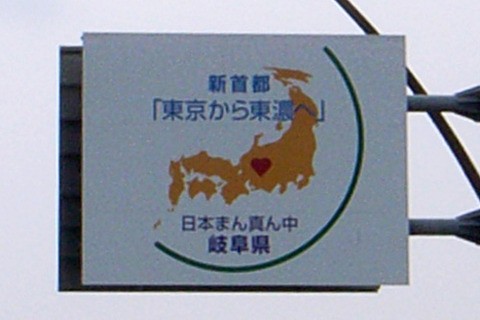 新首都
「東京から東濃へ」
日本まん真ん中
岐阜県